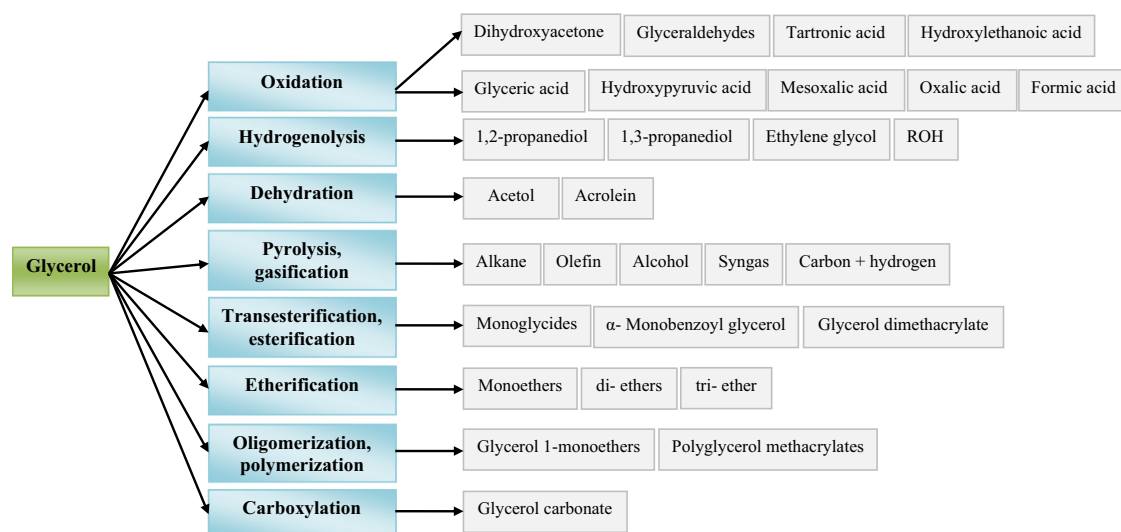 Dihydroxyacetone Glyceraldehydes Tartronic acid Hydroxylethanoic acid
Oxidation
Glyceric acid Hydroxypyruvic acid Mesoxalic acid Oxalic acid Formic acid
Hydrogenolysis 1,2-propanediol 1,3-propanediol Ethylene glycol ROH
Dehydration Acetol Acrolein
Glycerol
Pyrolysis,
gasification
Alkane Olefin Alcohol Syngas Carbon + hydrogen
Transesterification,
esterification
Monoglycides α- Monobenzoyl glycerol Glycerol dimethacrylate
Etherification Monoethers di- ethers tri- ether
Oligomerization,
polymerization
Glycerol 1-monoethers Polyglycerol methacrylates
Carboxylation Glycerol carbonate